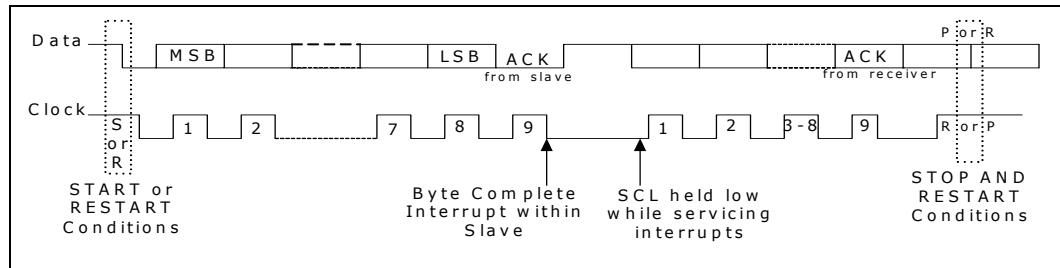 Data
MSB
LSB
ACK
from slave
ACK
from receiver
P or R
Clock
S
or
R
1
2
7
8
9
1
2
3-8
9
R or P
START or
RESTART
Conditions
Byte Complete
Interrupt within
Slave
SCL held low
while servicing
interrupts
STOP AND
RESTART
Conditions